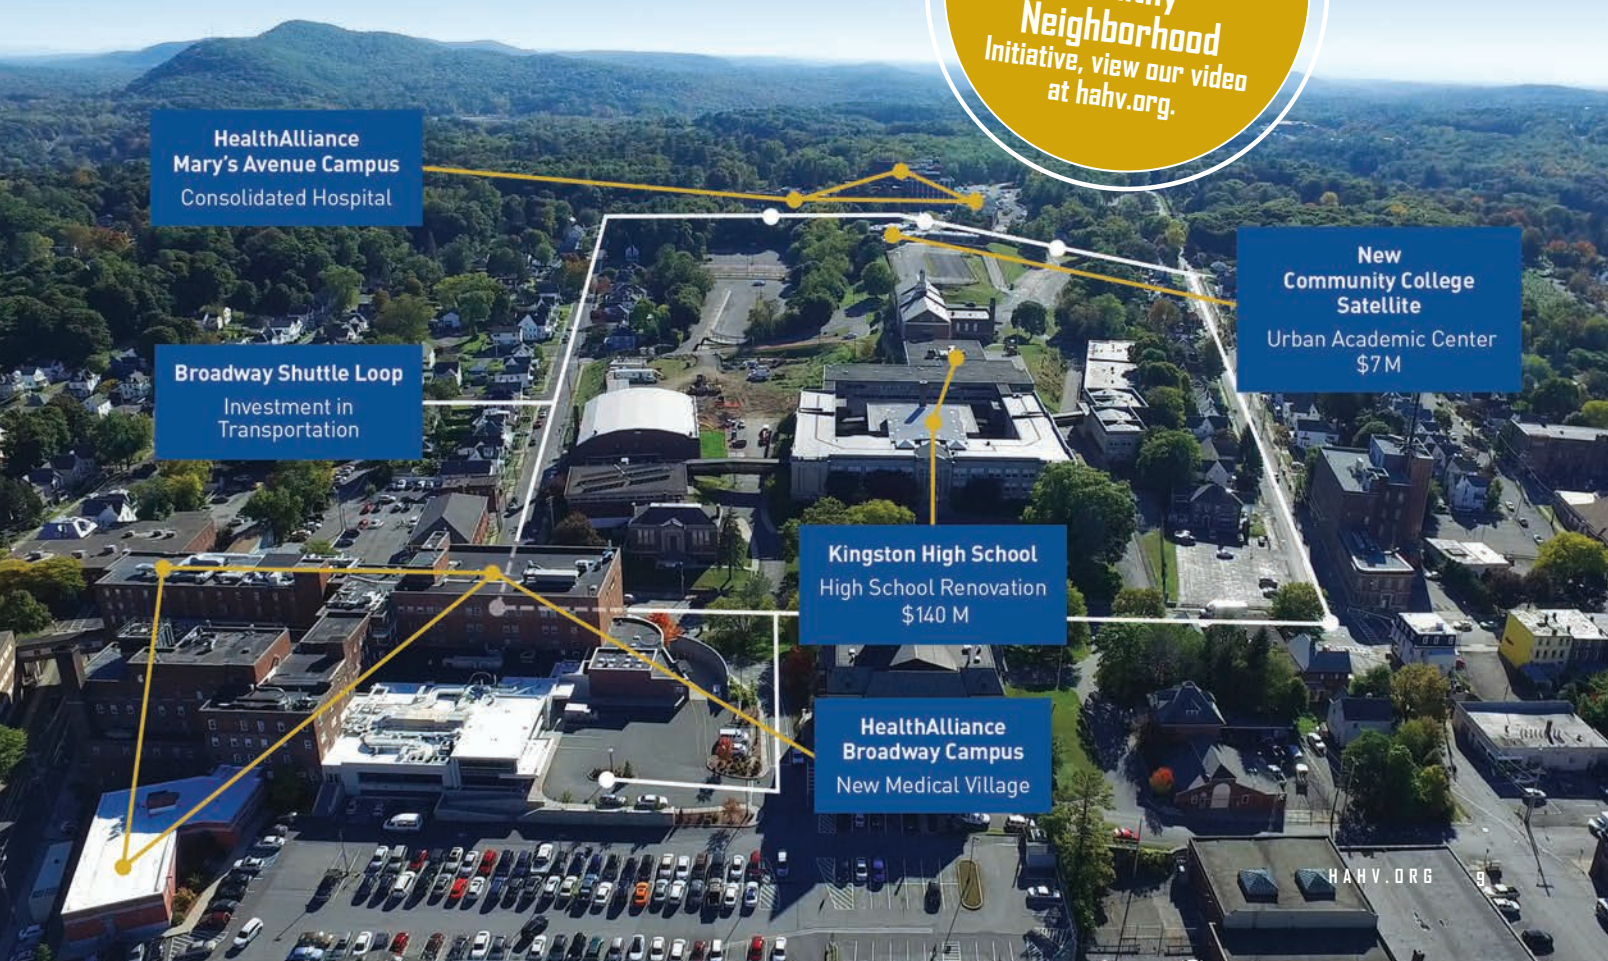 Neighborhood
Initiative, view our video
at hahv.org.
HealthAlliance
Mary's Avenue Campus
Consolidated Hospital
New
Community College
Satellite
Urban Academic Center
$7 M
Broadway Shuttle Loop
Investment in
Transportation
Kingston High School
High School Renovation
$140 M
HealthAlliance
Broadway Campus
New Medical Village
HAHV.ORG 9